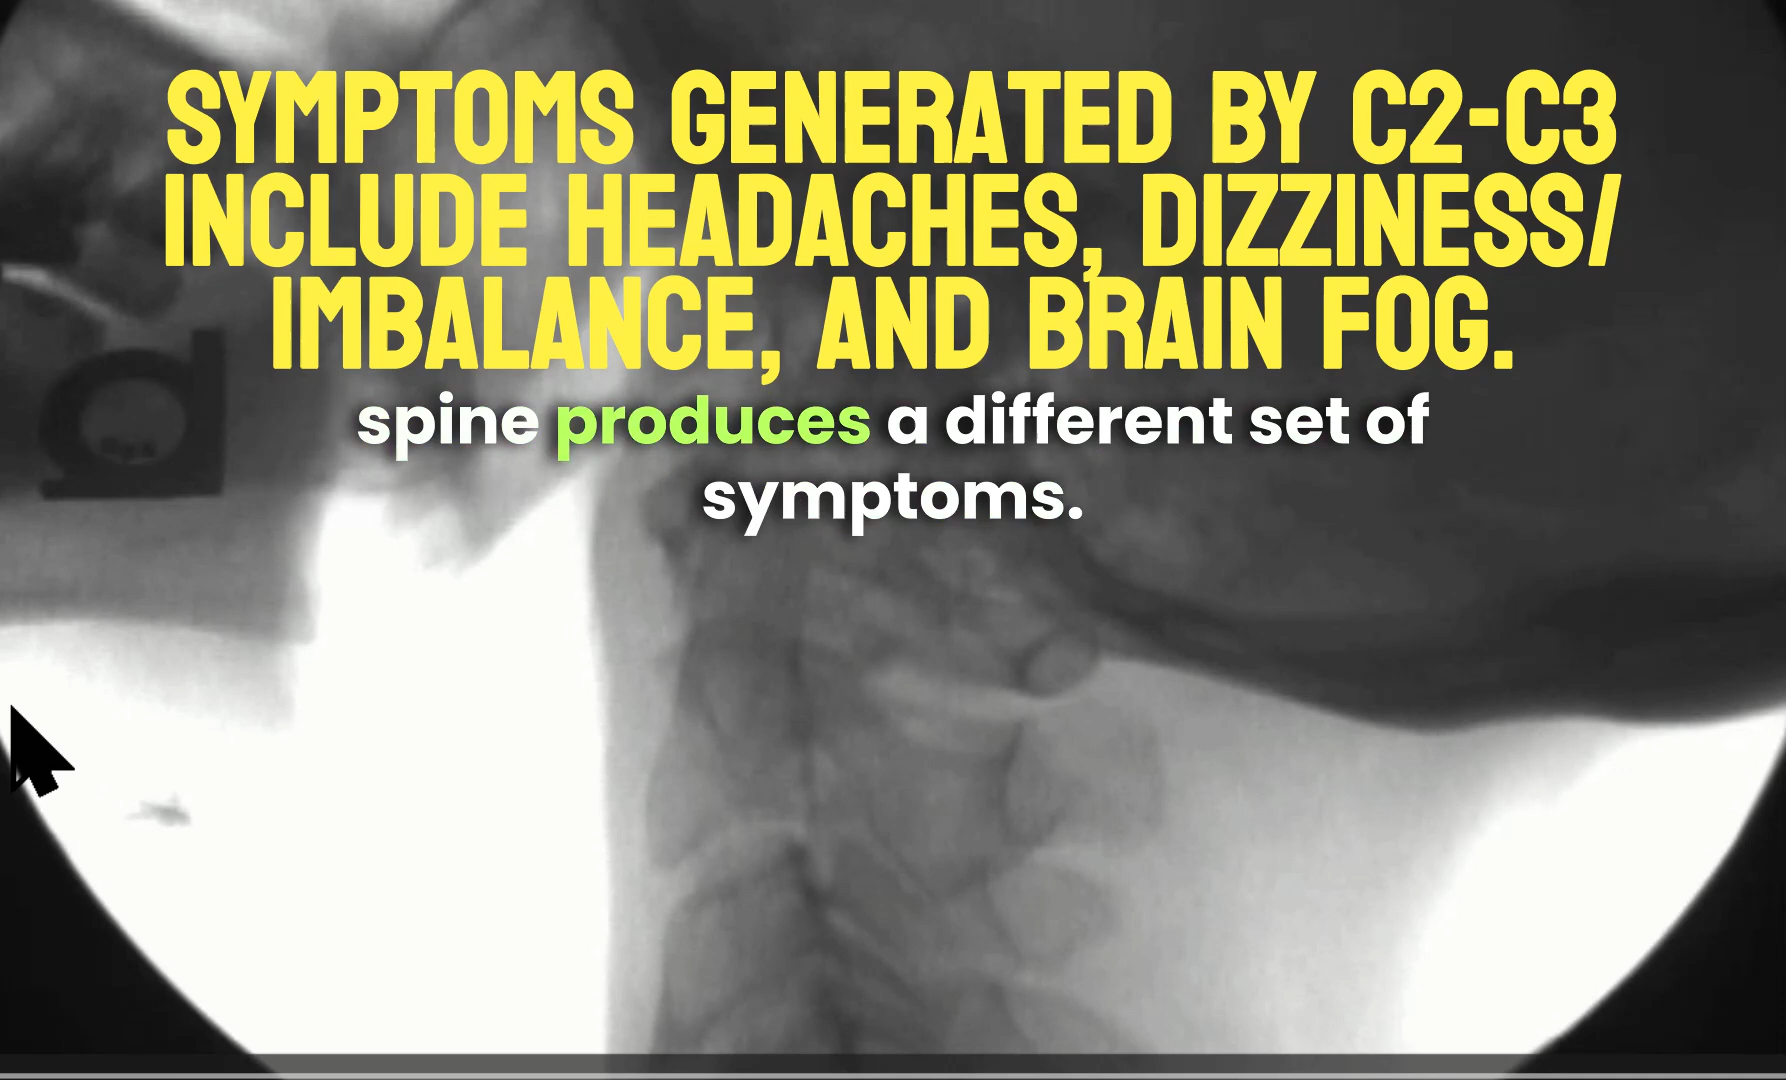 SYMPTOMS GENERATED BY C2-C3
INCLUDE HEADACHES, DIZZINESS/
IMBALANCE, AND BRAIN FOG.
spine produces a different set of
symptoms.